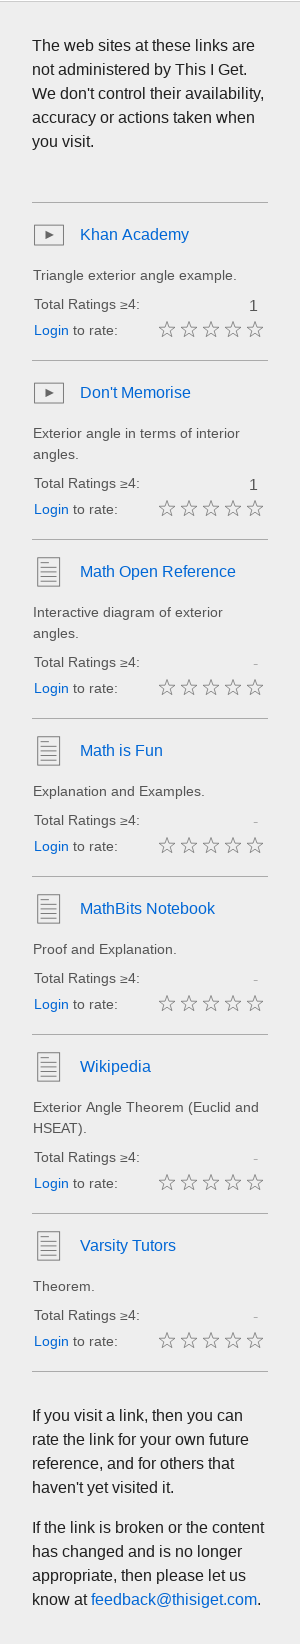 The web sites at these links are
not administered by This I Get.
We don't control their availability,
accuracy or actions taken when
you visit.
Khan Academy
Triangle exterior angle example.
Total Ratings ≥4: 1
Login to rate:
Don't Memorise
Exterior angle in terms of interior
angles.
Total Ratings ≥4: 1
Login to rate:
Math Open Reference
Interactive diagram of exterior
angles.
Total Ratings ≥4: -
Login to rate:
Math is Fun
Explanation and Examples.
Total Ratings ≥4: -
Login to rate:
MathBits Notebook
Proof and Explanation.
Total Ratings ≥4: -
Login to rate:
Wikipedia
Exterior Angle Theorem (Euclid and
HSEAT).
Total Ratings ≥4: -
Login to rate:
Varsity Tutors
Theorem.
Total Ratings ≥4: -
Login to rate:
If you visit a link, then you can
rate the link for your own future
reference, and for others that
haven't yet visited it.
If the link is broken or the content
has changed and is no longer
appropriate, then please let us
know at feedback@thisiget.com.